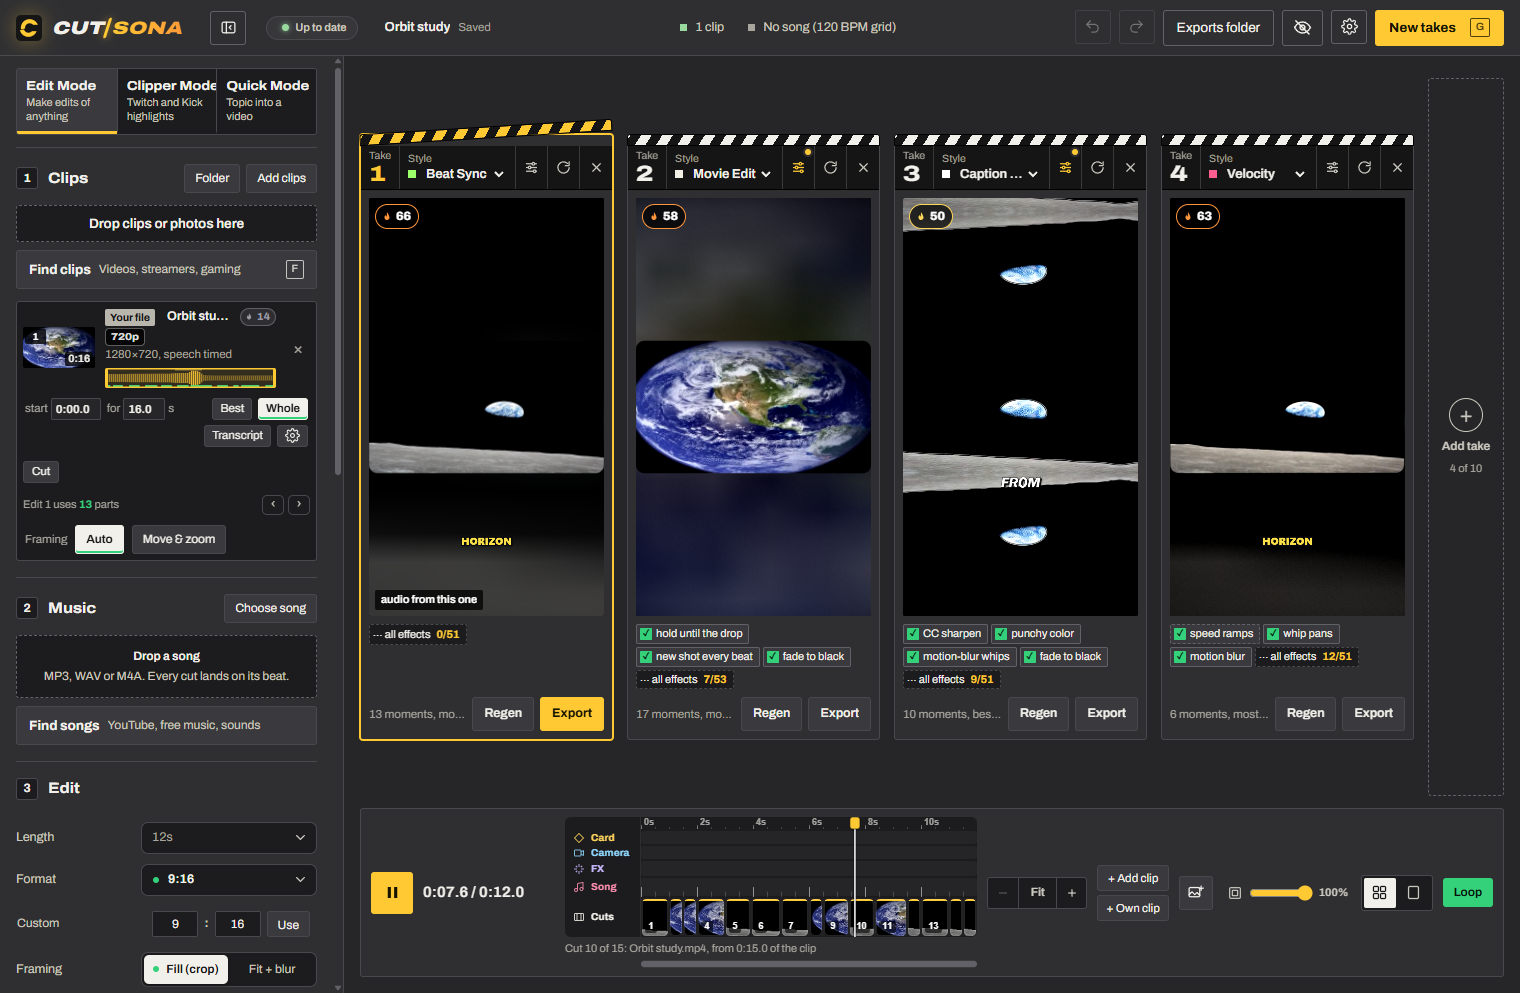 CUT/SONA
Up to date
Orbit study Saved
1 clip
No song (120 BPM grid)
Exports folder
New takes G
Edit Mode
Make edits of
anything
Clipper Mode
Twitch and Kick
highlights
Quick Mode
Topic into a
video
1 Clips
Folder
Add clips
Drop clips or photos here
Find clips Videos, streamers, gaming F
1
0:16
Your file Orbit stu... 14
720p
1280×720, speech timed
start 0:00.0 for 16.0 s
Best
Whole
Transcript
Cut
Edit 1 uses 13 parts
Framing Auto Move & zoom
2 Music
Choose song
Drop a song
MP3, WAV or M4A. Every cut lands on its beat.
Find songs YouTube, free music, sounds
3 Edit
Length 12s
Format 9:16
Custom 9 : 16 Use
Framing Fill (crop) Fit + blur
Take
1
Style
Beat Sync
66
HORIZON
audio from this one
--- all effects 0/51
13 moments, mo...
Regen
Export
Take
2
Style
Movie Edit
58
hold until the drop
new shot every beat
fade to black
--- all effects 7/53
17 moments, mo...
Regen
Export
Take
3
Style
Caption ...
50
FROM
CC sharpen
punchy color
motion-blur whips
fade to black
--- all effects 9/51
10 moments, bes...
Regen
Export
Take
4
Style
Velocity
63
HORIZON
speed ramps
whip pans
motion blur
--- all effects 12/51
6 moments, most...
Regen
Export
Add take
4 of 10
0:07.6 / 0:12.0
0s 2s 4s 6s 8s 10s
Card
Camera
FX
Song
Cuts
1 4 5 6 7 9 10 11 13
Cut 10 of 15: Orbit study.mp4, from 0:15.0 of the clip
Fit
+ Add clip
+ Own clip
100%
Loop